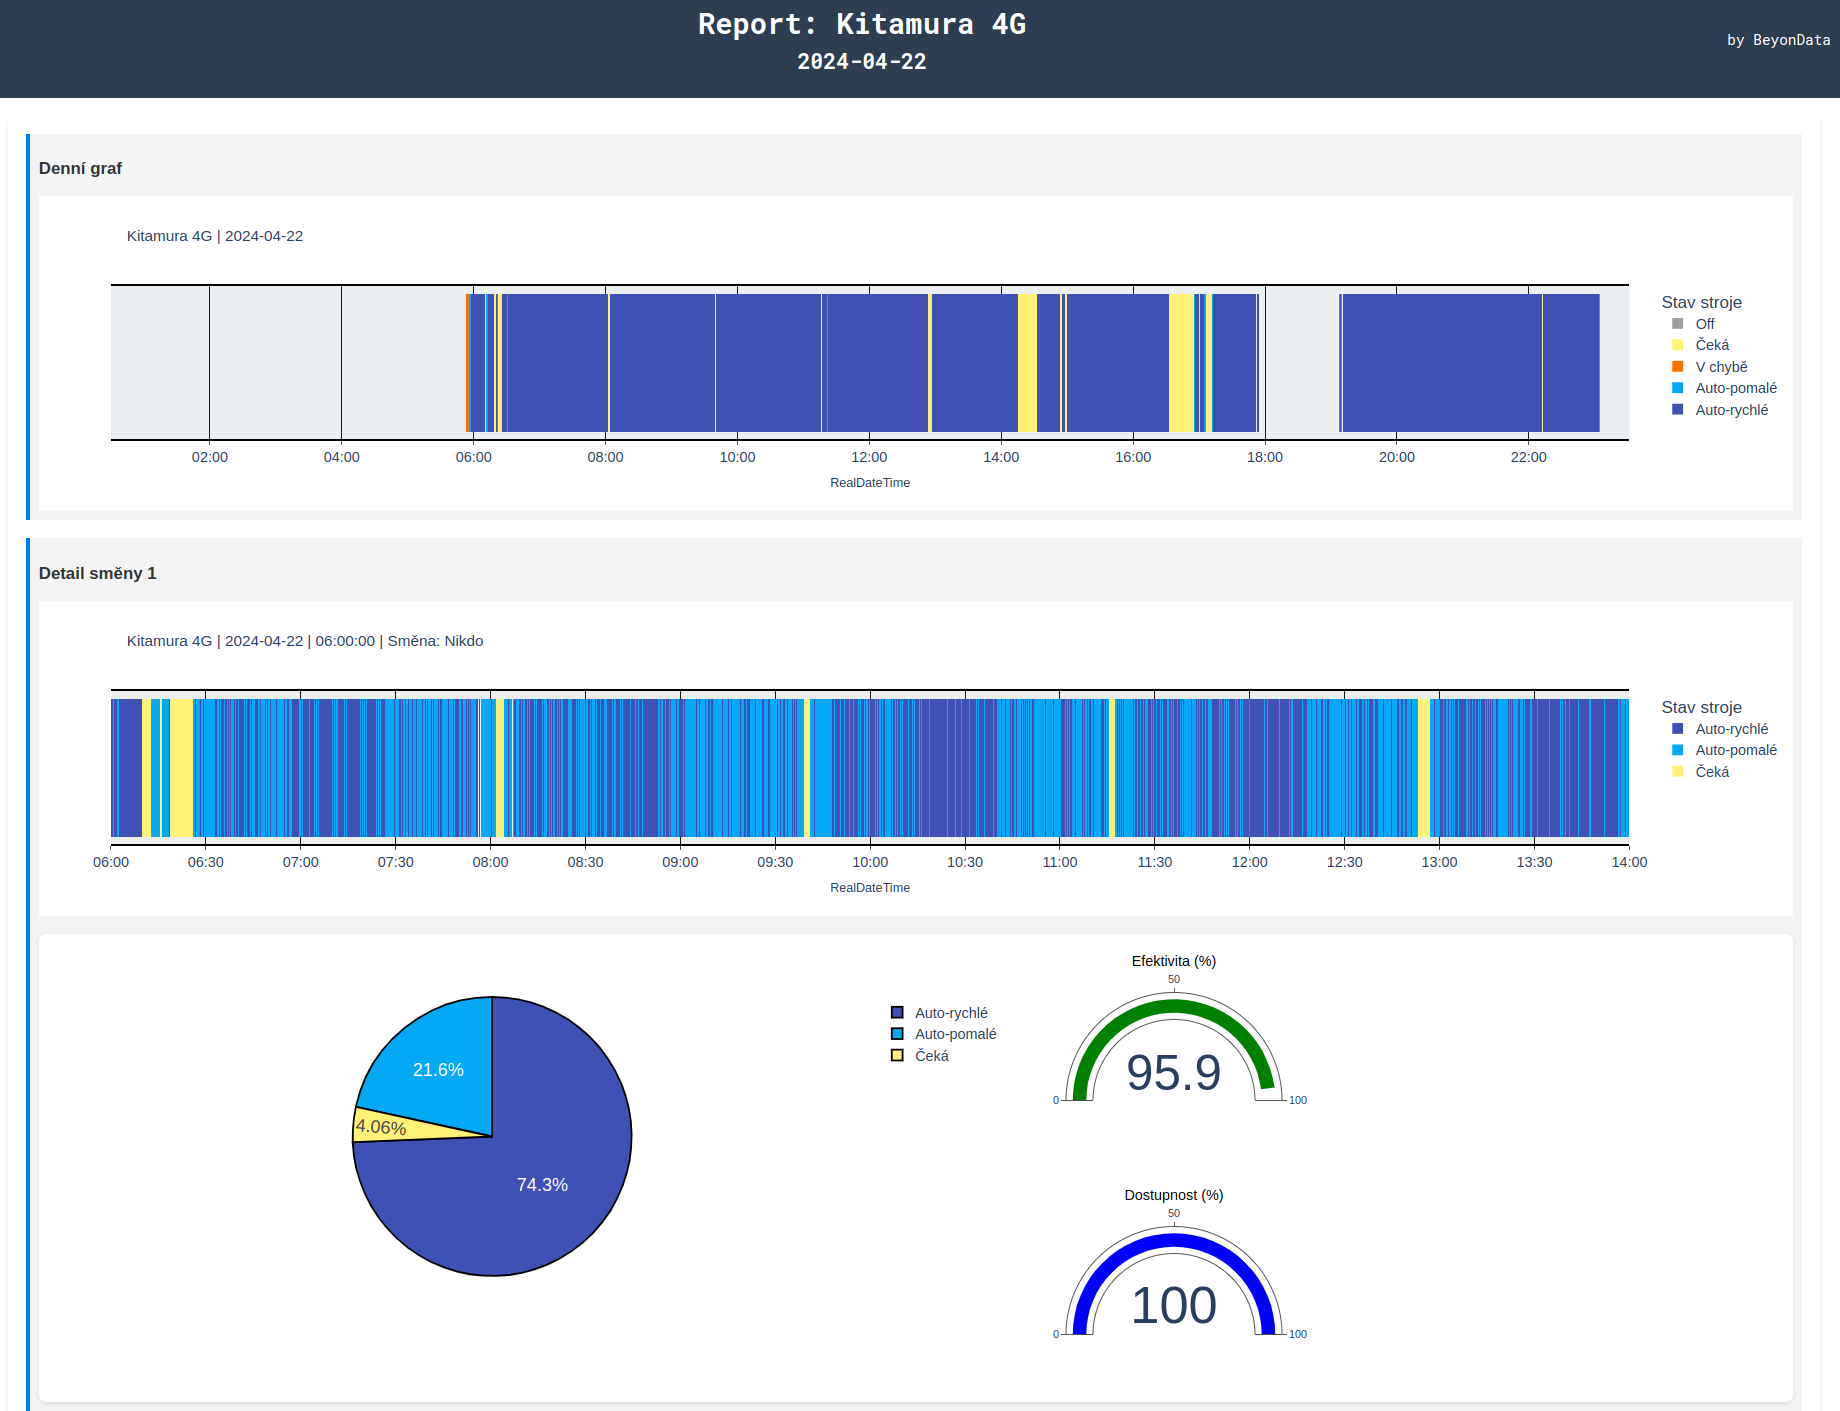 Report: Kitamura 4G
2024-04-22
by BeyonData
Denní graf
Kitamura 4G | 2024-04-22
Stav stroje
Off
Čeká
V chybě
Auto-pomalé
Auto-rychlé
02:00 04:00 06:00 08:00 10:00 12:00 14:00 16:00 18:00 20:00 22:00
RealDateTime
Detail směny 1
Kitamura 4G | 2024-04-22 | 06:00:00 | Směna: Nikdo
Stav stroje
Auto-rychlé
Auto-pomalé
Čeká
06:00 06:30 07:00 07:30 08:00 08:30 09:00 09:30 10:00 10:30 11:00 11:30 12:00 12:30 13:00 13:30 14:00
RealDateTime
21.6%
4.06%
74.3%
Auto-rychlé
Auto-pomalé
Čeká
Efektivita (%)
50
95.9
0 100
Dostupnost (%)
50
100
0 100